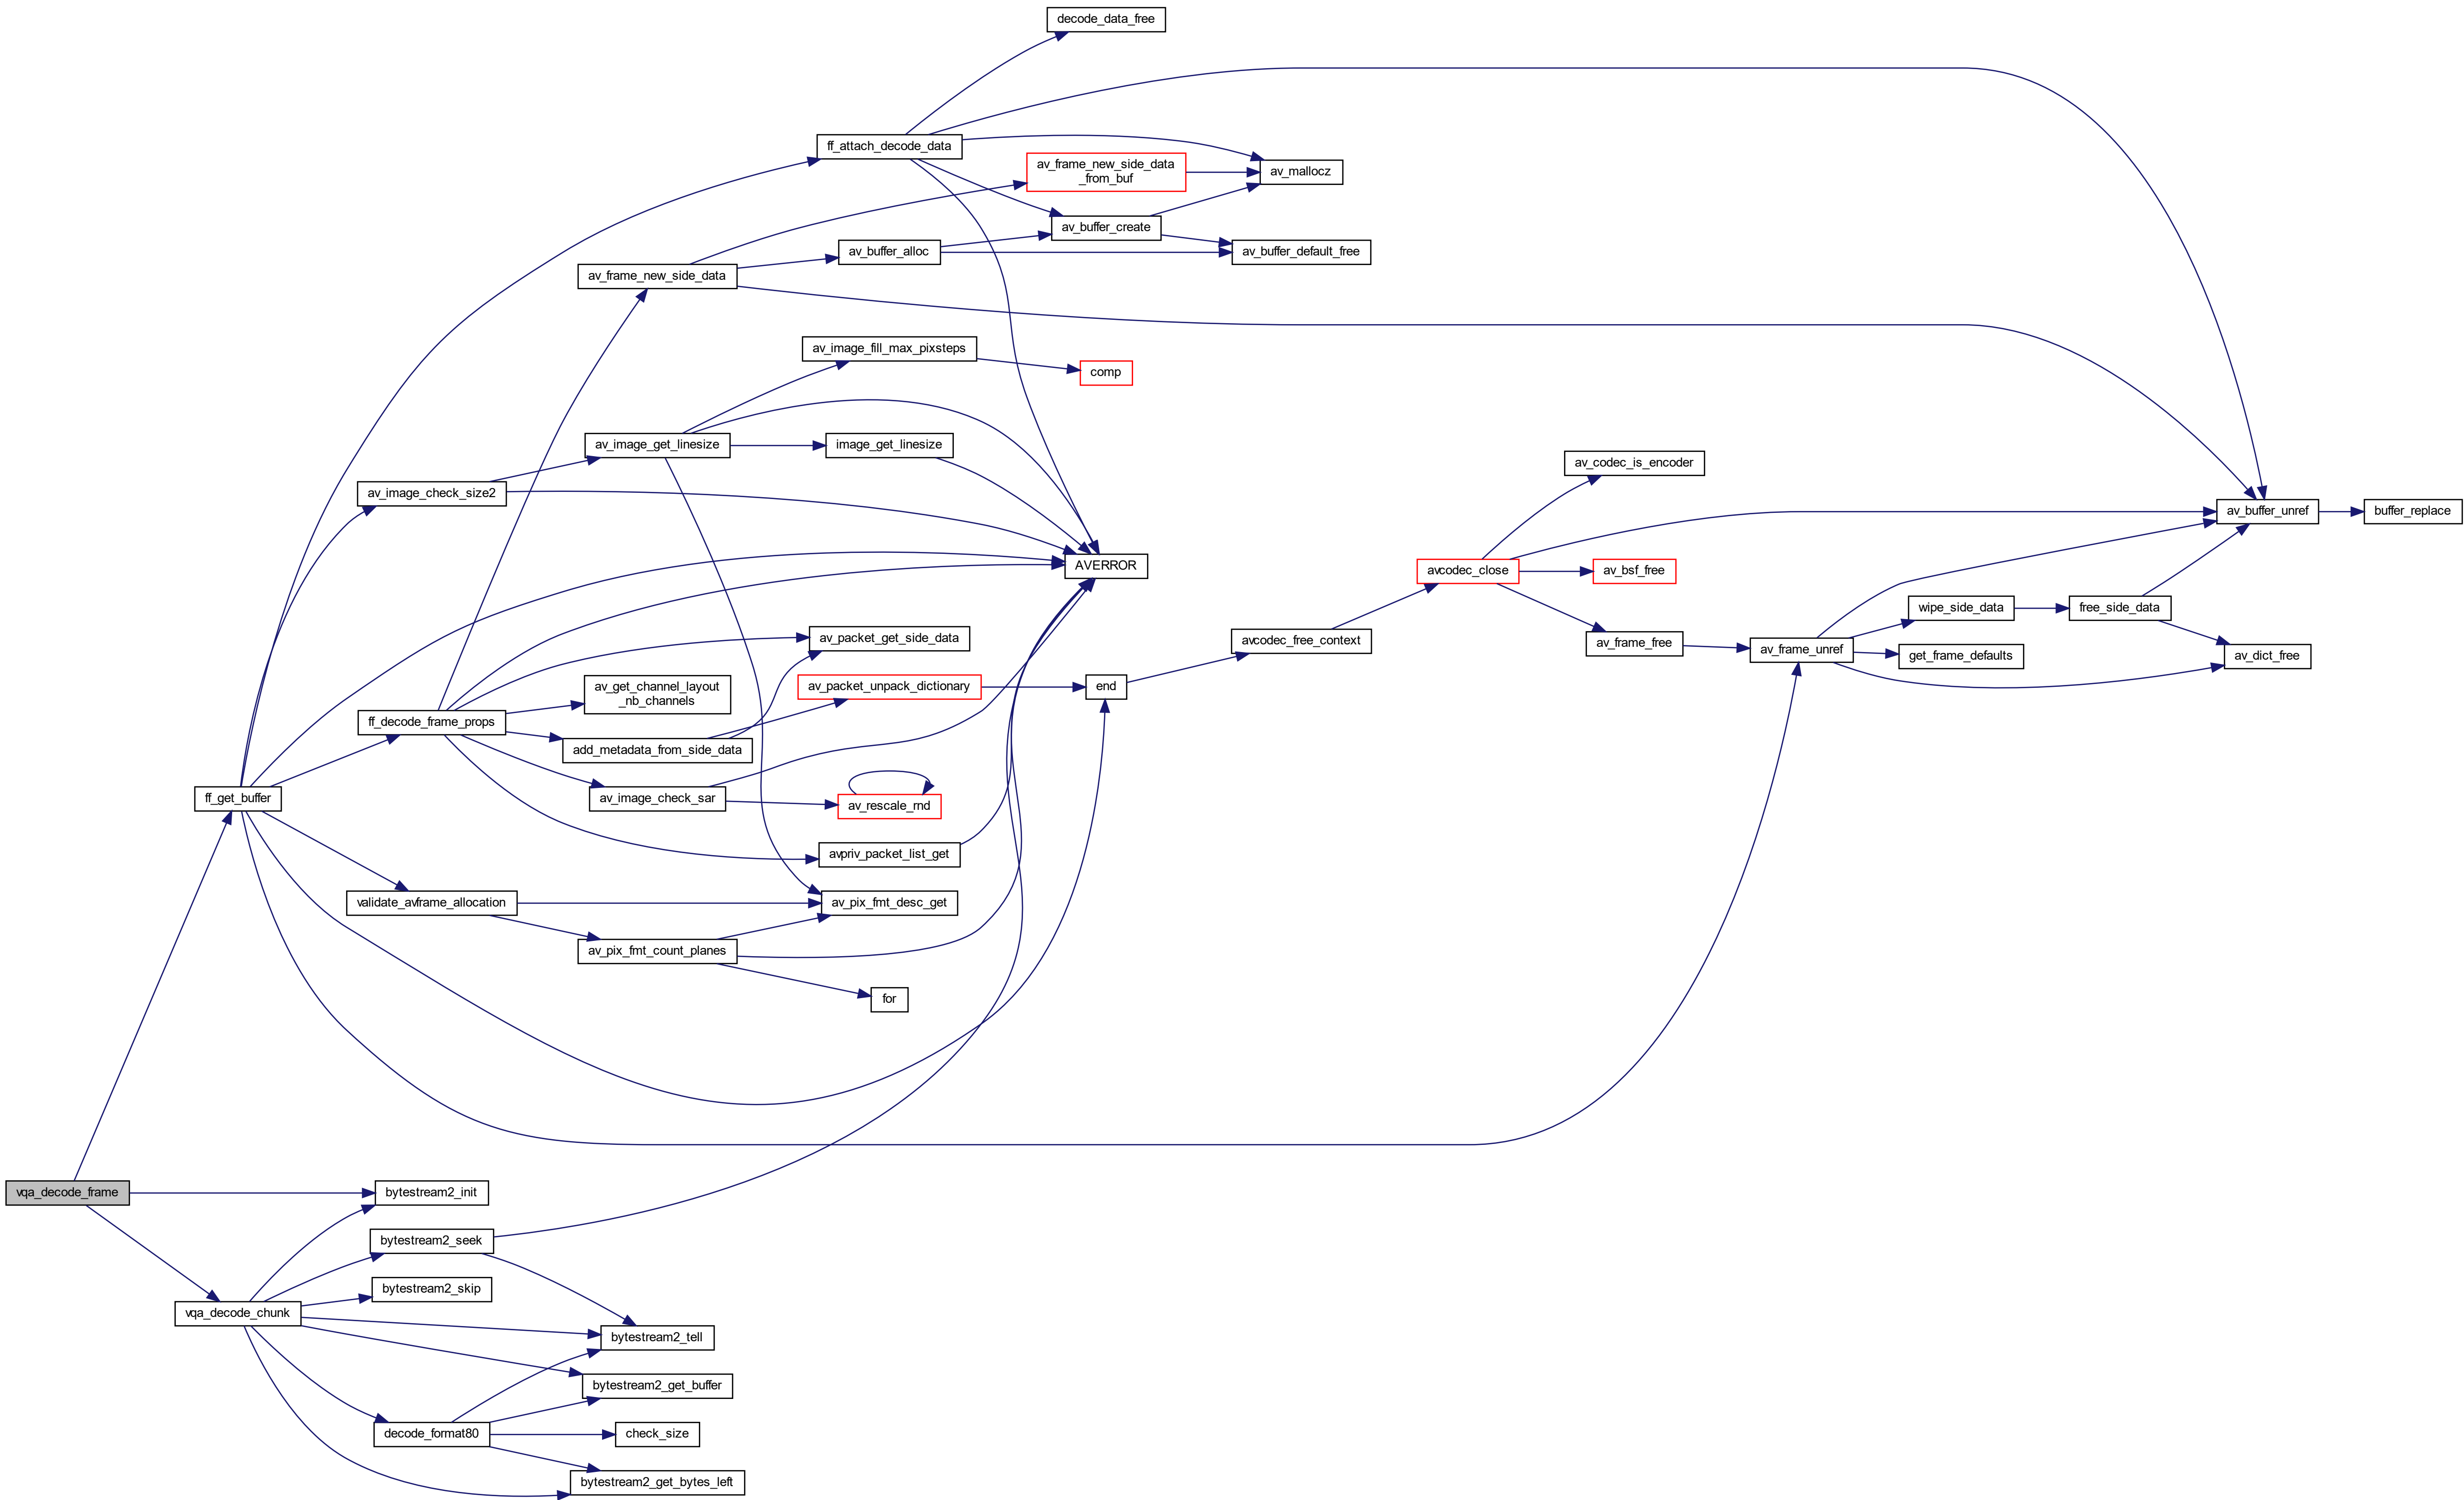 decode_data_free
ff_attach_decode_data
av_frame_new_side_data
_from_buf
av_mallocz
av_buffer_create
av_buffer_alloc
av_buffer_default_free
av_frame_new_side_data
av_image_fill_max_pixsteps
comp
av_image_get_linesize
image_get_linesize
av_codec_is_encoder
av_image_check_size2
av_buffer_unref
buffer_replace
AVERROR
avcodec_close
av_bsf_free
wipe_side_data
free_side_data
av_packet_get_side_data
avcodec_free_context
av_frame_free
av_frame_unref
get_frame_defaults
av_dict_free
av_get_channel_layout
_nb_channels
av_packet_unpack_dictionary
end
ff_decode_frame_props
add_metadata_from_side_data
ff_get_buffer
av_image_check_sar
av_rescale_rnd
avpriv_packet_list_get
validate_avframe_allocation
av_pix_fmt_desc_get
av_pix_fmt_count_planes
for
vqa_decode_frame
bytestream2_init
bytestream2_seek
bytestream2_skip
vqa_decode_chunk
bytestream2_tell
bytestream2_get_buffer
decode_format80
check_size
bytestream2_get_bytes_left